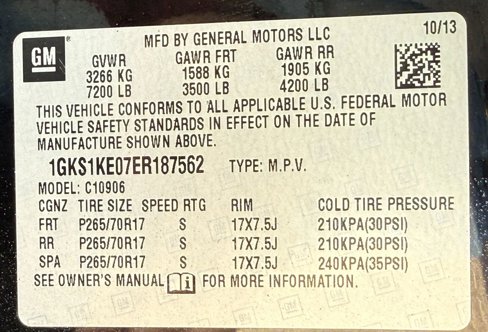 10/13
GM
MFD BY GENERAL MOTORS LLC
GVWR GAWR FRT GAWR RR
3266 KG 1588 KG 1905 KG
7200 LB 3500 LB 4200 LB
THIS VEHICLE CONFORMS TO ALL APPLICABLE U.S. FEDERAL MOTOR
VEHICLE SAFETY STANDARDS IN EFFECT ON THE DATE OF
MANUFACTURE SHOWN ABOVE.
1GKS1KE07ER187562 TYPE: M.P.V.
MODEL: C10906
CGNZ TIRE SIZE SPEED RTG RIM COLD TIRE PRESSURE
FRT P265/70R17 S 17X7.5J 210KPA(30PSI)
RR P265/70R17 S 17X7.5J 210KPA(30PSI)
SPA P265/70R17 S 17X7.5J 240KPA(35PSI)
SEE OWNER'S MANUAL FOR MORE INFORMATION.